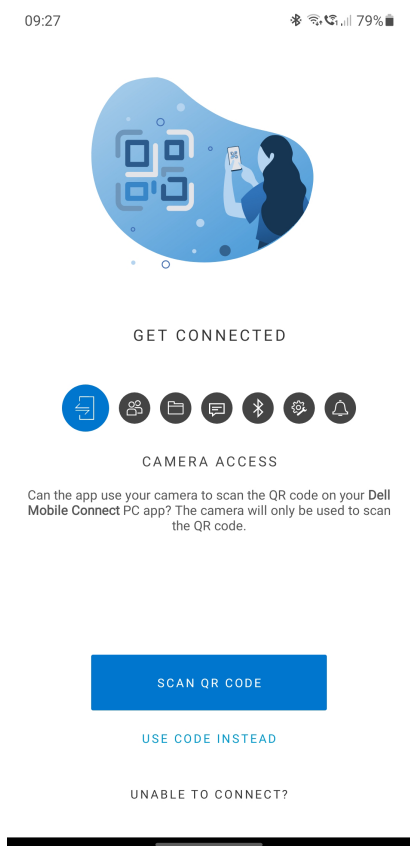 09:27
79%
GET CONNECTED
CAMERA ACCESS
Can the app use your camera to scan the QR code on your Dell
Mobile Connect PC app? The camera will only be used to scan
the QR code.
SCAN QR CODE
USE CODE INSTEAD
UNABLE TO CONNECT?